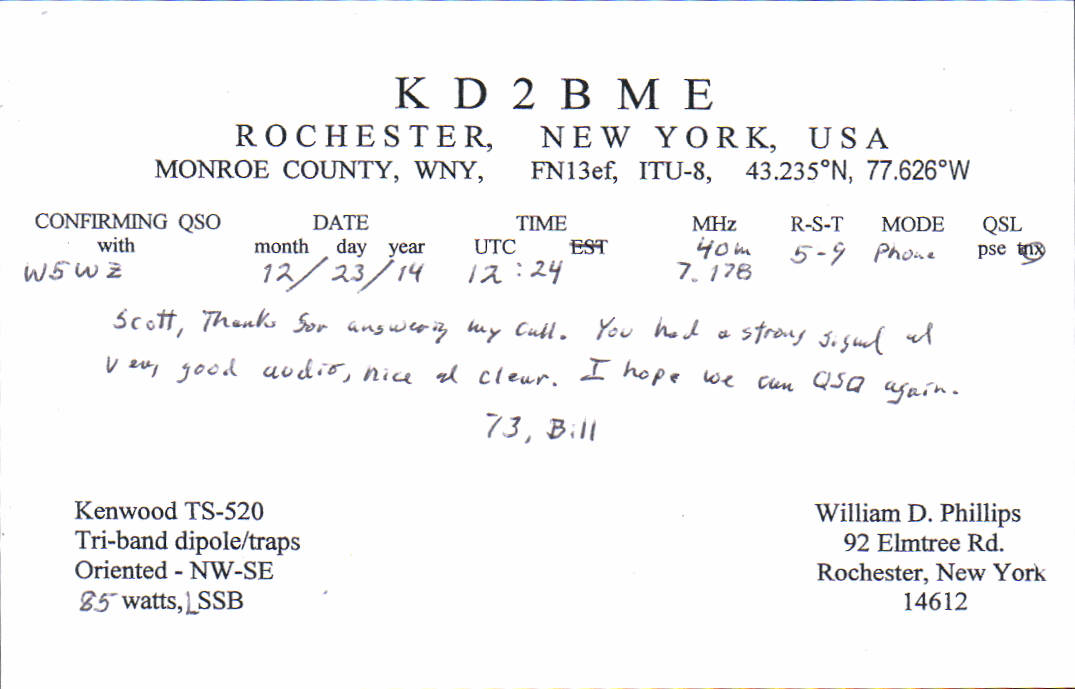 KD2BME
ROCHESTER, NEW YORK, USA
MONROE COUNTY, WNY, FN13ef, ITU-8, 43.235°N, 77.626°W
CONFIRMING QSO DATE TIME MHz R-S-T MODE QSL
with month day year UTC EST 40m 5-9 Phone pse tnx
W5WZ 12/23/14 12:24 7.178
Scott, Thanks for answering my call. You had a strong signal and
very good audio, nice and clear. I hope we can QSO again.
73, Bill
Kenwood TS-520 William D. Phillips
Tri-band dipole/traps 92 Elmtree Rd.
Oriented - NW-SE Rochester, New York
85 watts, LSSB 14612